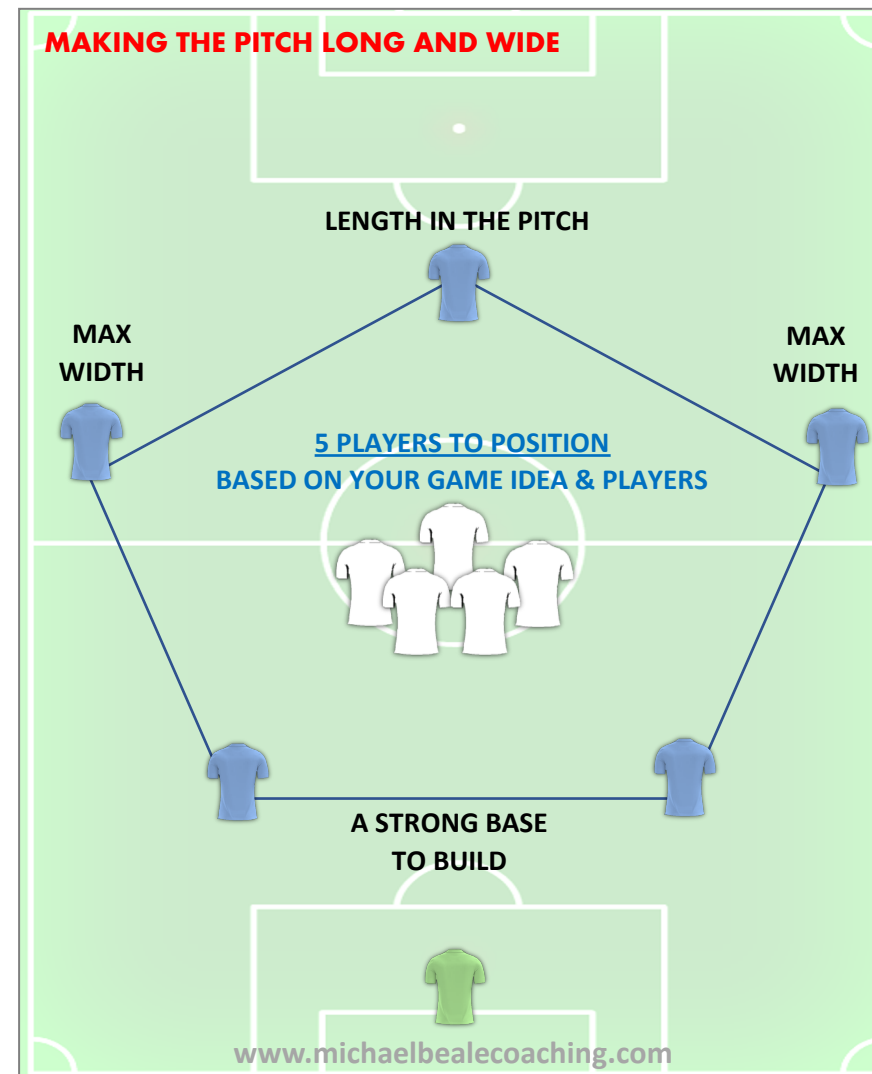 MAKING THE PITCH LONG AND WIDE
LENGTH IN THE PITCH
MAX
WIDTH
MAX
WIDTH
5 PLAYERS TO POSITION
BASED ON YOUR GAME IDEA & PLAYERS
A STRONG BASE
TO BUILD
www.michaelbealecoaching.com